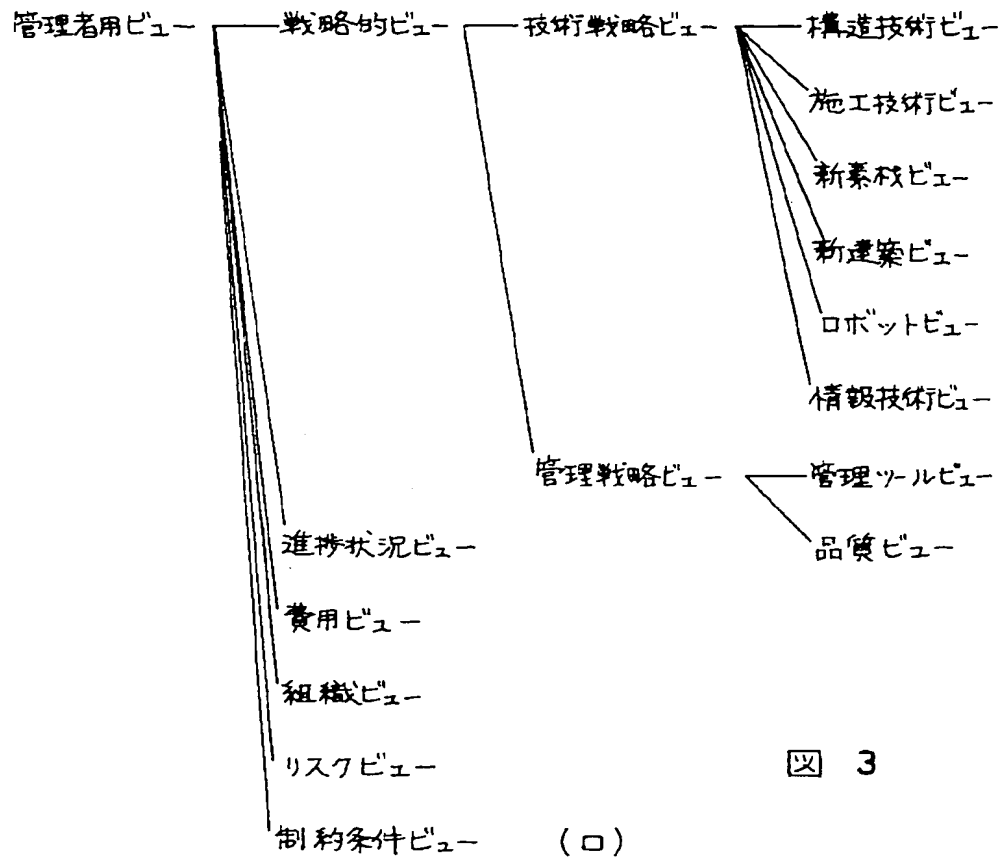 管理者用ビュー 戦略的ビュー 技術戦略ビュー 構造技術ビュー
施工技術ビュー
新素材ビュー
新建築ビュー
ロボットビュー
情報技術ビュー
管理戦略ビュー 管理ツールビュー
進捗状況ビュー 品質ビュー
費用ビュー
組織ビュー
リスクビュー 図 3
制約条件ビュー (ロ)